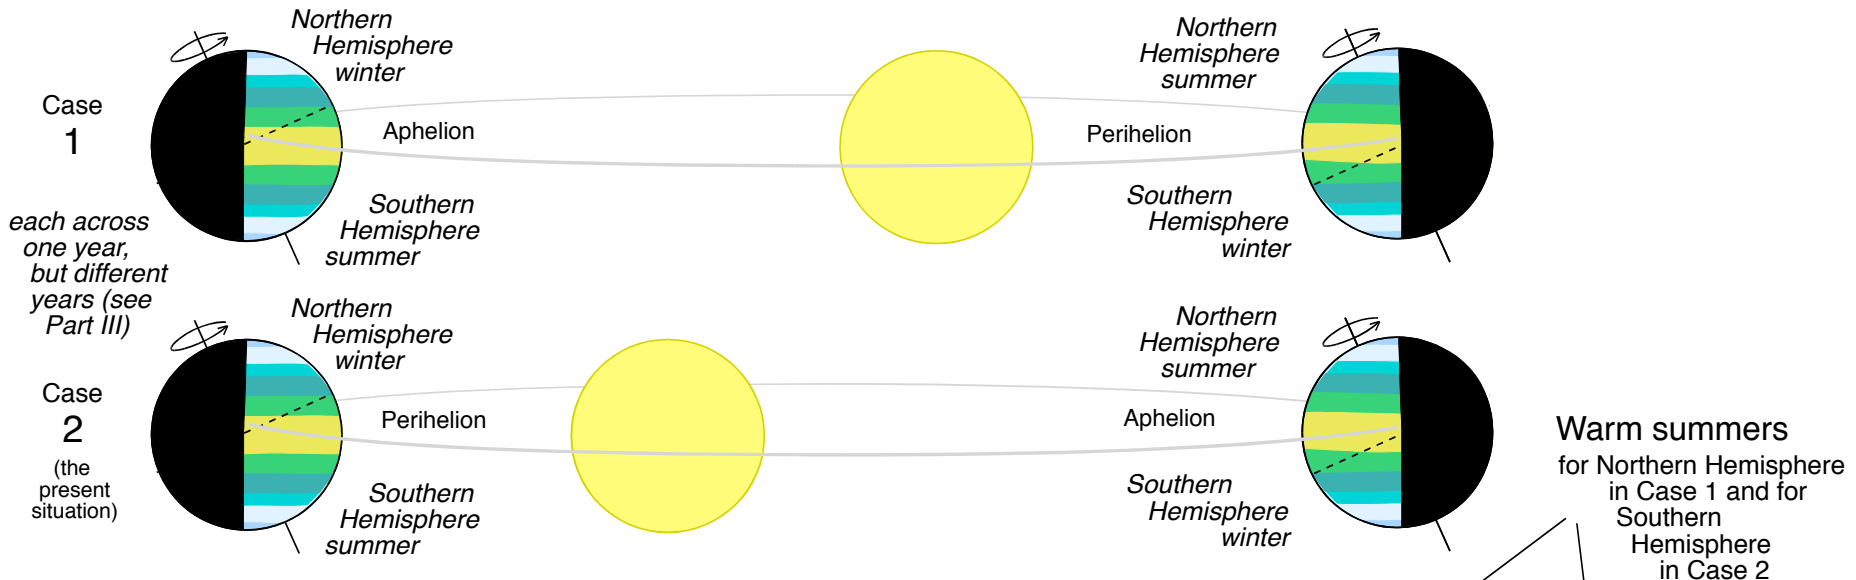 Northern
Hemisphere
winter
Case
1
Aphelion
Southern
Hemisphere
summer
Northern
Hemisphere
summer
Perihelion
Southern
Hemisphere
winter
each across
one year,
but different
years (see
Part III)
Northern
Hemisphere
winter
Case
2
(the
present
situation)
Perihelion
Southern
Hemisphere
summer
Northern
Hemisphere
summer
Aphelion
Southern
Hemisphere
winter
Warm summers
for Northern Hemisphere
in Case 1 and for
Southern
Hemisphere
in Case 2